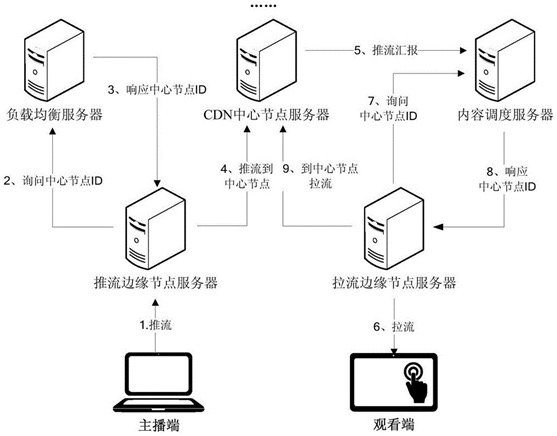 ……
5、推流汇报
3、响应中心节点ID
7、询问
中心节点ID
负载均衡服务器
CDN中心节点服务器
内容调度服务器
2、询问中心节点ID
4、推流到
中心节点
9、到中心节点
拉流
8、响应
中心节点ID
推流边缘节点服务器
拉流边缘节点服务器
1.推流
6、拉流
主播端
观看端